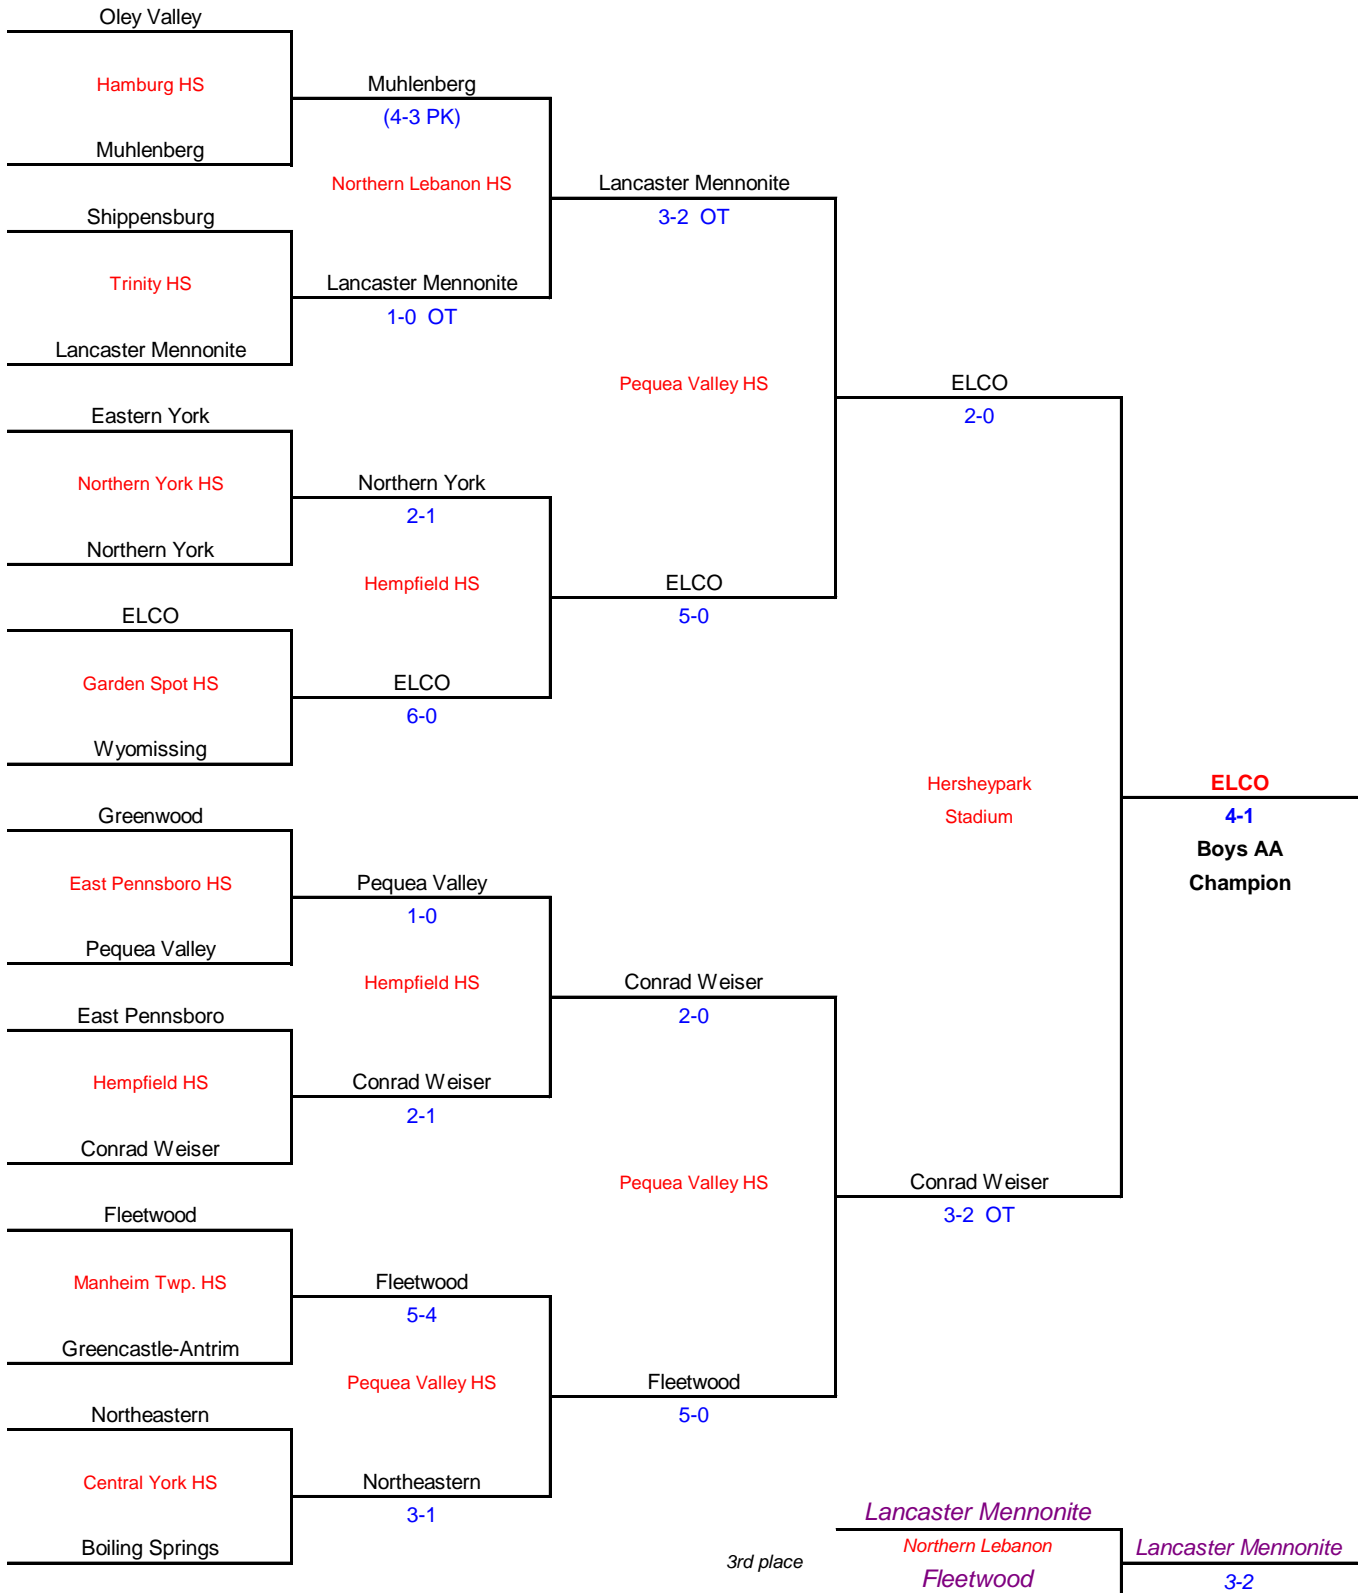 Oley Valley
Hamburg HS
Muhlenberg
(4-3 PK)
Muhlenberg
Northern Lebanon HS
Lancaster Mennonite
3-2 OT
Shippensburg
Trinity HS
Lancaster Mennonite
1-0 OT
Lancaster Mennonite
Pequea Valley HS
ELCO
2-0
Eastern York
Northern York HS
Northern York
2-1
Northern York
Hempfield HS
ELCO
5-0
ELCO
Garden Spot HS
ELCO
6-0
Wyomissing
Hersheypark
Stadium
ELCO
4-1
Boys AA
Champion
Greenwood
East Pennsboro HS
Pequea Valley
1-0
Pequea Valley
Hempfield HS
Conrad Weiser
2-0
East Pennsboro
Hempfield HS
Conrad Weiser
2-1
Conrad Weiser
Pequea Valley HS
Conrad Weiser
3-2 OT
Fleetwood
Manheim Twp. HS
Fleetwood
5-4
Greencastle-Antrim
Pequea Valley HS
Fleetwood
5-0
Northeastern
Central York HS
Northeastern
3-1
Boiling Springs
3rd place
Lancaster Mennonite
Northern Lebanon
Fleetwood
Lancaster Mennonite
3-2